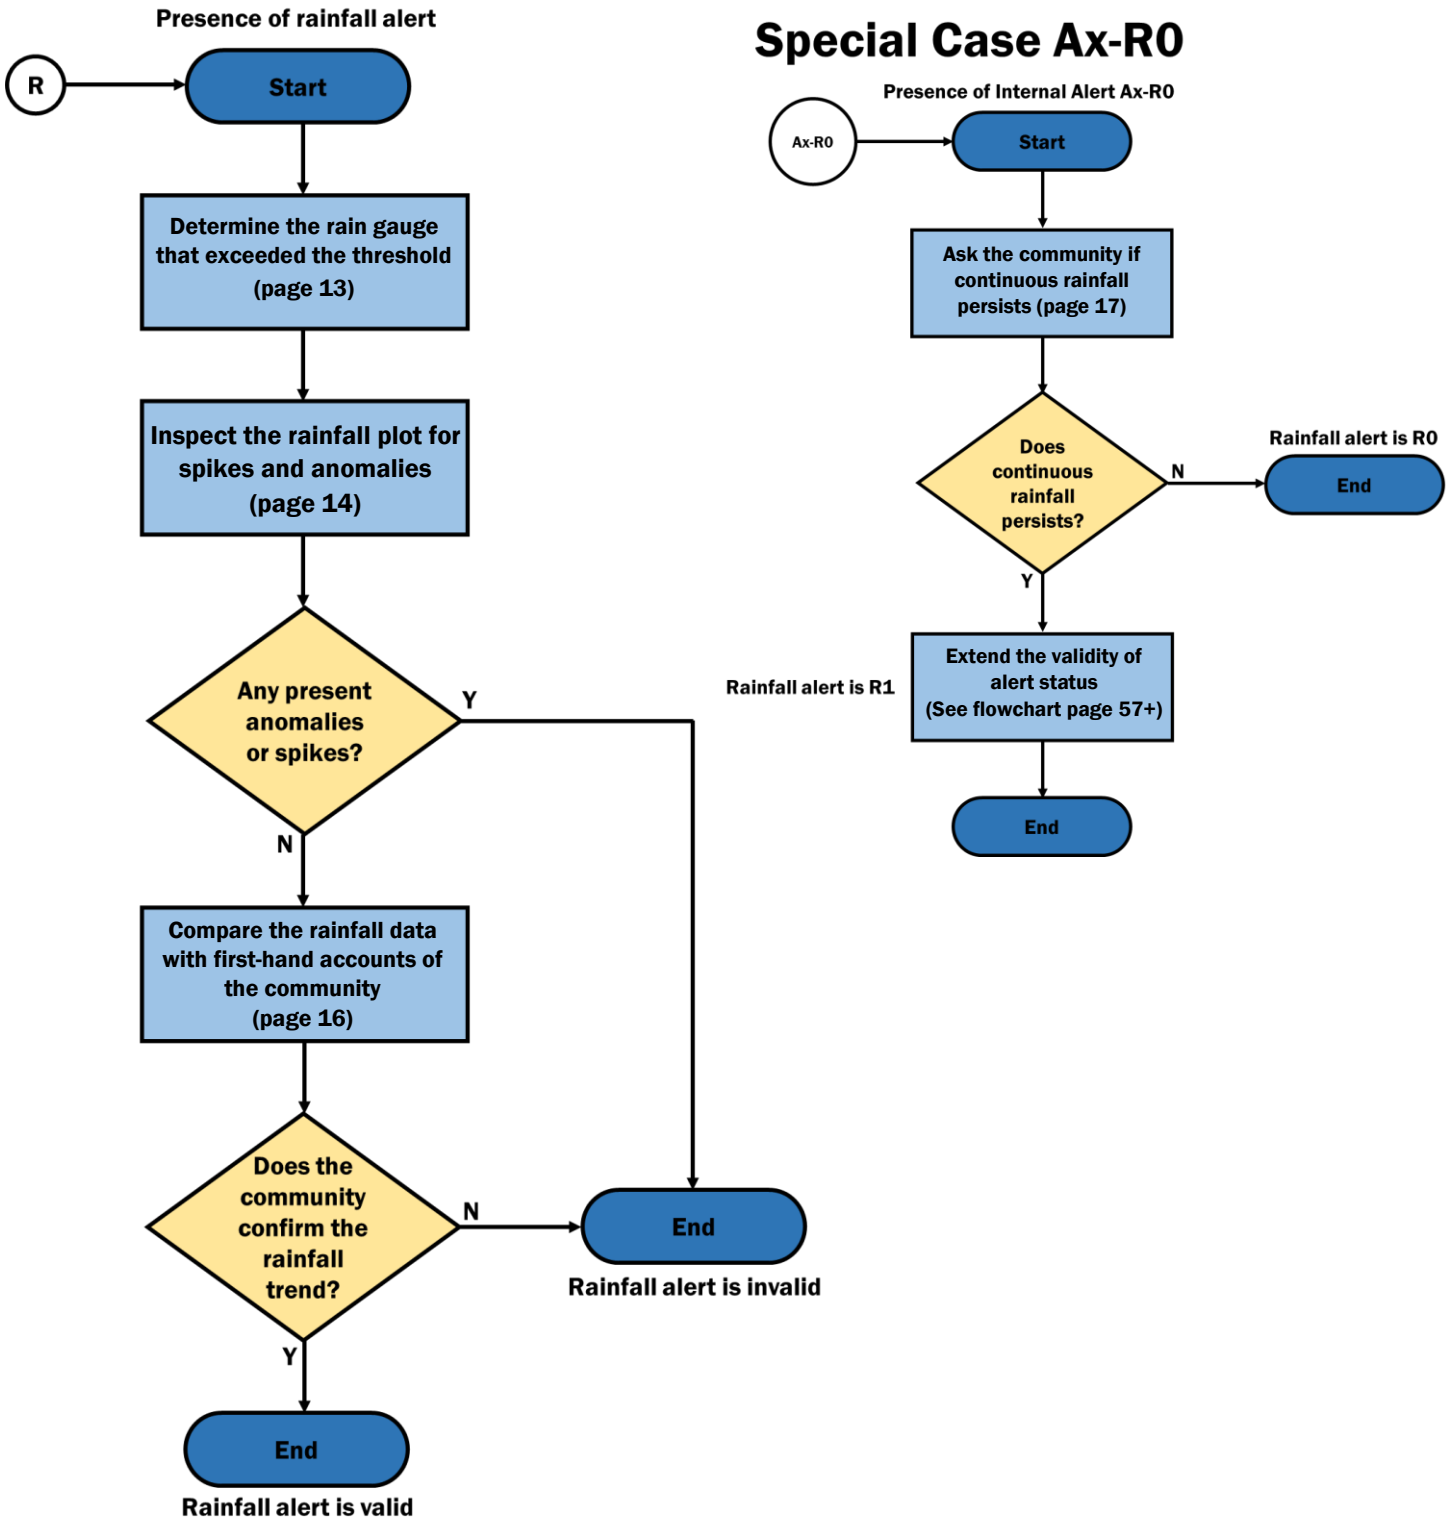 Presence of rainfall alert
R
Start
Determine the rain gauge
that exceeded the threshold
(page 13)
Inspect the rainfall plot for
spikes and anomalies
(page 14)
Any present
anomalies
or spikes?
Y
N
Compare the rainfall data
with first-hand accounts of
the community
(page 16)
Does the
community
confirm the
rainfall
trend?
N
End
Rainfall alert is invalid
Y
End
Rainfall alert is valid
Special Case Ax-R0
Presence of Internal Alert Ax-R0
Ax-R0
Start
Ask the community if
continuous rainfall
persists (page 17)
Does
continuous
rainfall
persists?
N
Rainfall alert is R0
End
Y
Rainfall alert is R1
Extend the validity of
alert status
(See flowchart page 57+)
End